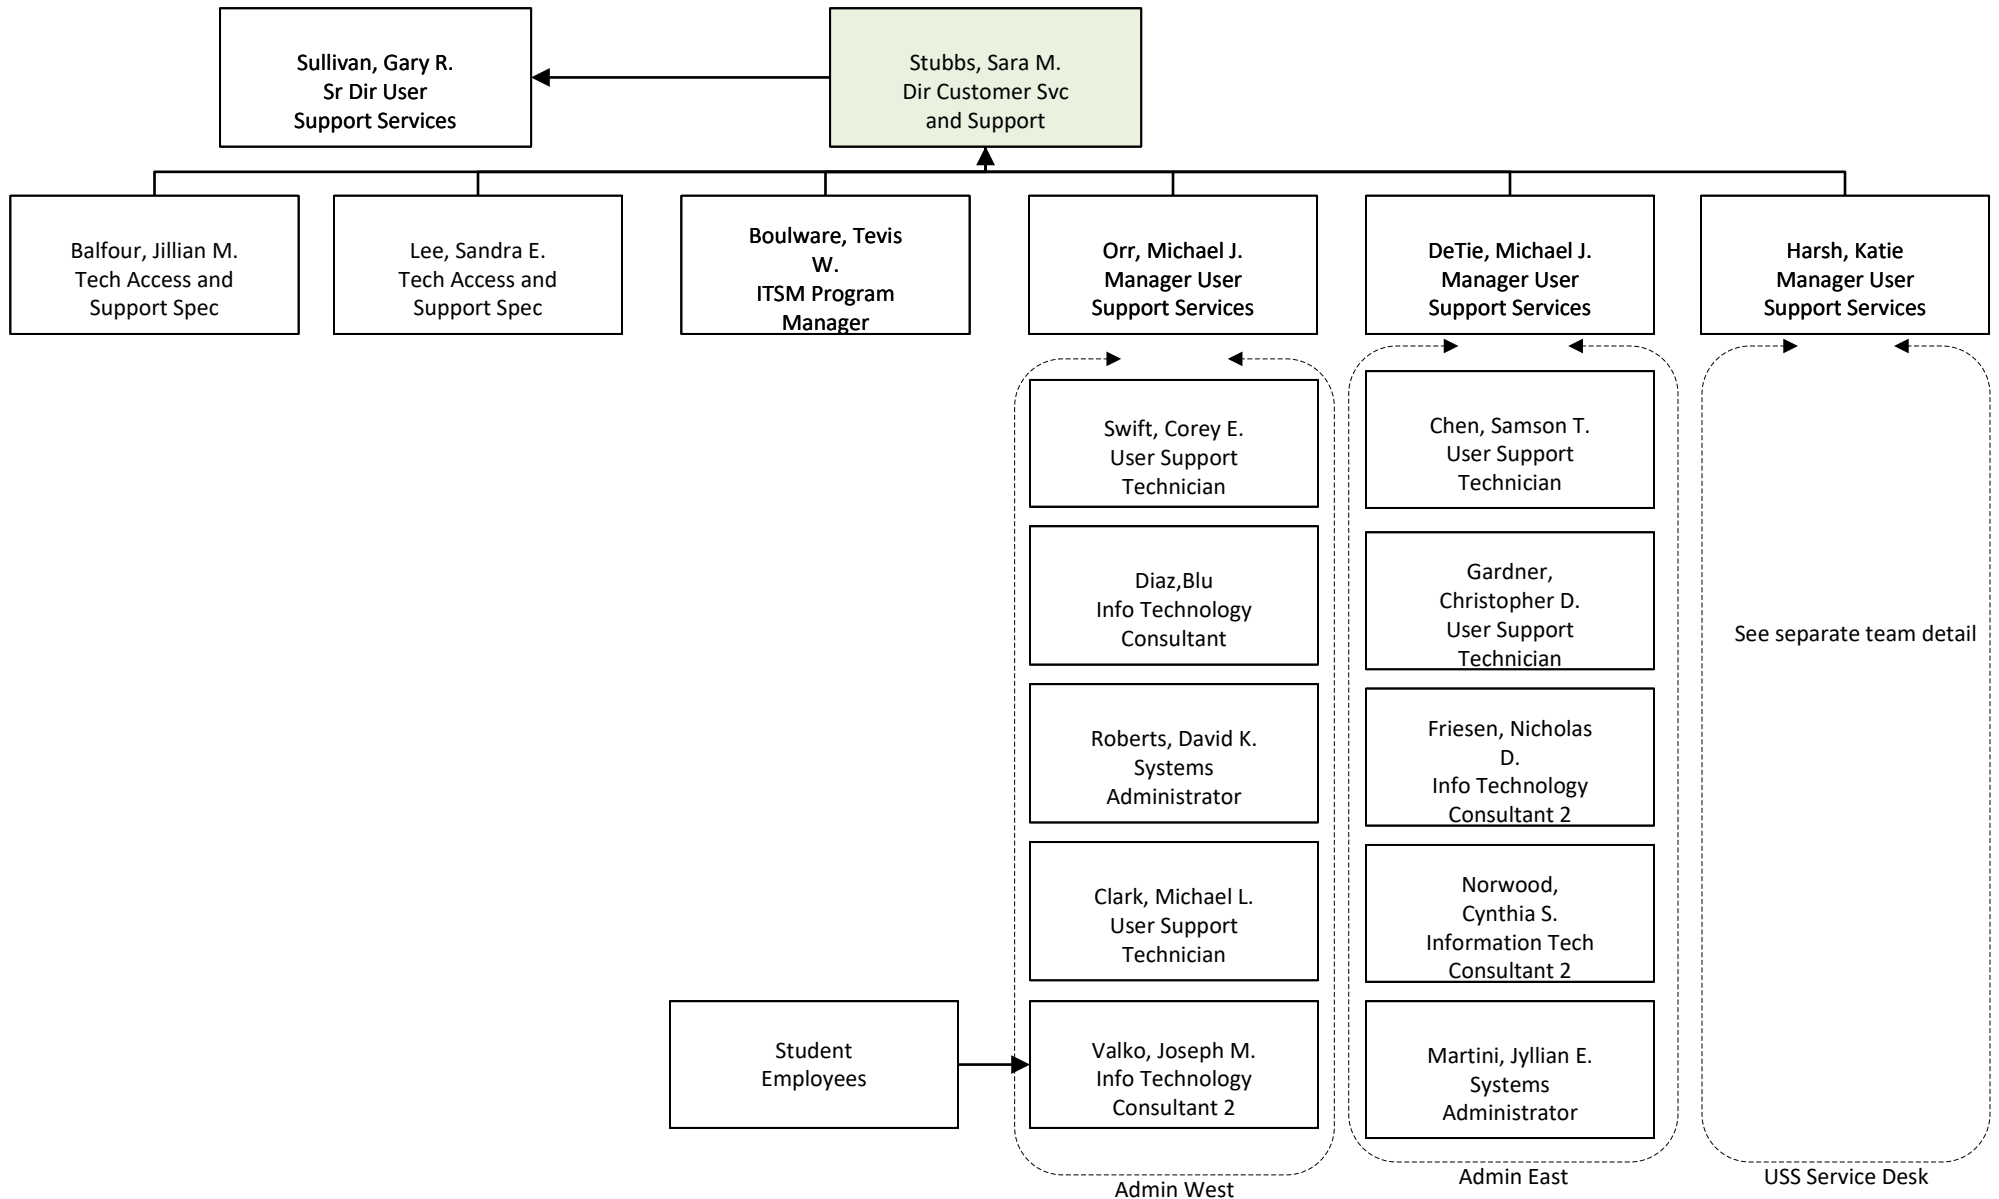 Sullivan, Gary R.
Sr Dir User
Support Services
Stubbs, Sara M.
Dir Customer Svc
and Support
Balfour, Jillian M.
Tech Access and
Support Spec
Lee, Sandra E.
Tech Access and
Support Spec
Boulware, Tevis
W.
ITSM Program
Manager
Orr, Michael J.
Manager User
Support Services
DeTie, Michael J.
Manager User
Support Services
Harsh, Katie
Manager User
Support Services
Swift, Corey E.
User Support
Technician
Diaz,Blu
Info Technology
Consultant
Roberts, David K.
Systems
Administrator
Clark, Michael L.
User Support
Technician
Student
Employees
Valko, Joseph M.
Info Technology
Consultant 2
Admin West
Chen, Samson T.
User Support
Technician
Gardner,
Christopher D.
User Support
Technician
Friesen, Nicholas
D.
Info Technology
Consultant 2
Norwood,
Cynthia S.
Information Tech
Consultant 2
Martini, Jyllian E.
Systems
Administrator
Admin East
See separate team detail
USS Service Desk